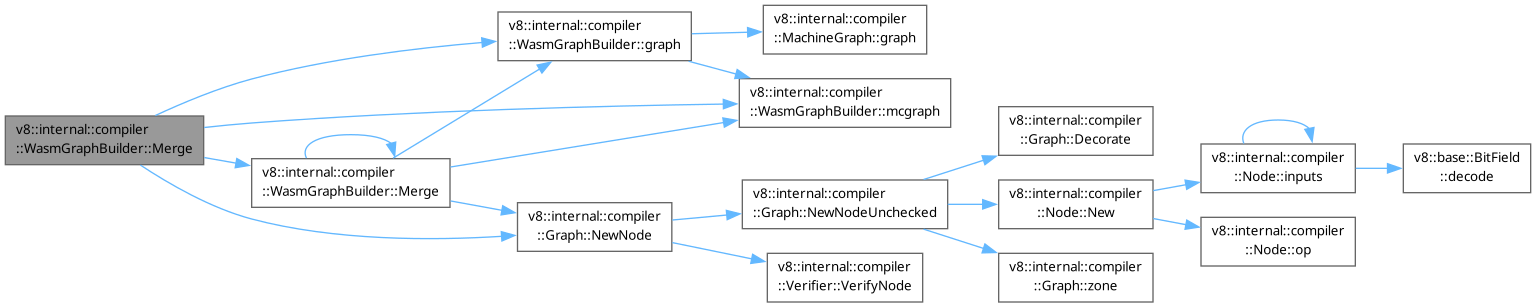 v8::internal::compiler
::WasmGraphBuilder::Merge
v8::internal::compiler
::WasmGraphBuilder::Merge
v8::internal::compiler
::WasmGraphBuilder::graph
v8::internal::compiler
::Graph::NewNode
v8::internal::compiler
::MachineGraph::graph
v8::internal::compiler
::WasmGraphBuilder::mcgraph
v8::internal::compiler
::Graph::NewNodeUnchecked
v8::internal::compiler
::Verifier::VerifyNode
v8::internal::compiler
::Graph::Decorate
v8::internal::compiler
::Node::New
v8::internal::compiler
::Graph::zone
v8::internal::compiler
::Node::inputs
v8::internal::compiler
::Node::op
v8::base::BitField
::decode